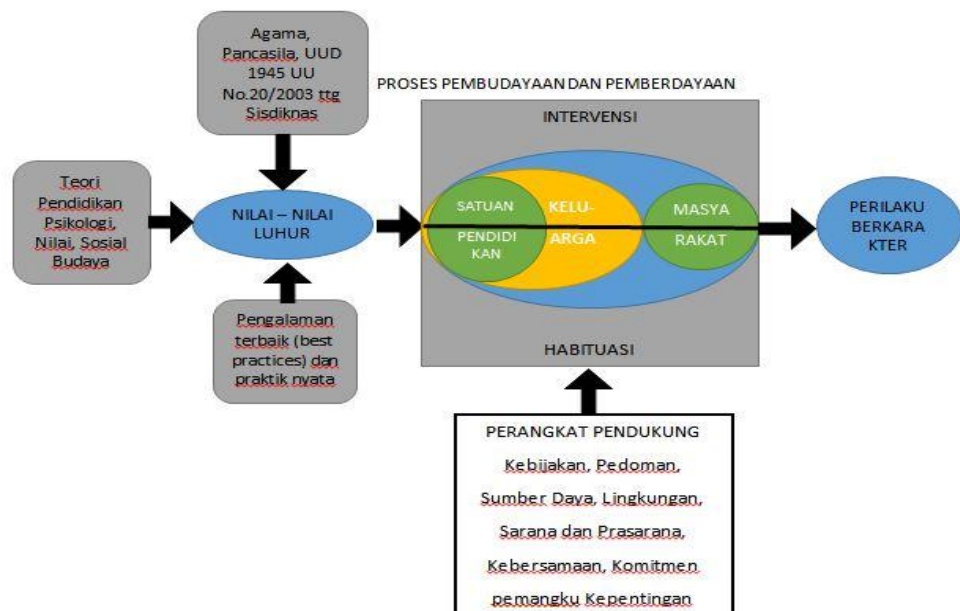 Agama,
Pancasila, UUD
1945 UU
No.20/2003 ttg
Sisdiknas
PROSES PEMBUDAYAAN DAN PEMBERDAYAAN
INTERVENSI
Teori
Pendidikan
Psikologi,
Nilai, Sosial
Budaya
NILAI – NILAI
LUHUR
SATUAN
PENDIDI
KAN
KELU-
ARGA
MASYA
RAKAT
PERILAKU
BERKARA
KTER
Pengalaman
terbaik (best
practices) dan
praktik nyata
HABITUASI
PERANGKAT PENDUKUNG
Kebijakan, Pedoman,
Sumber Daya, Lingkungan,
Sarana dan Prasarana,
Kebersamaan, Komitmen
pemangku Kepentingan